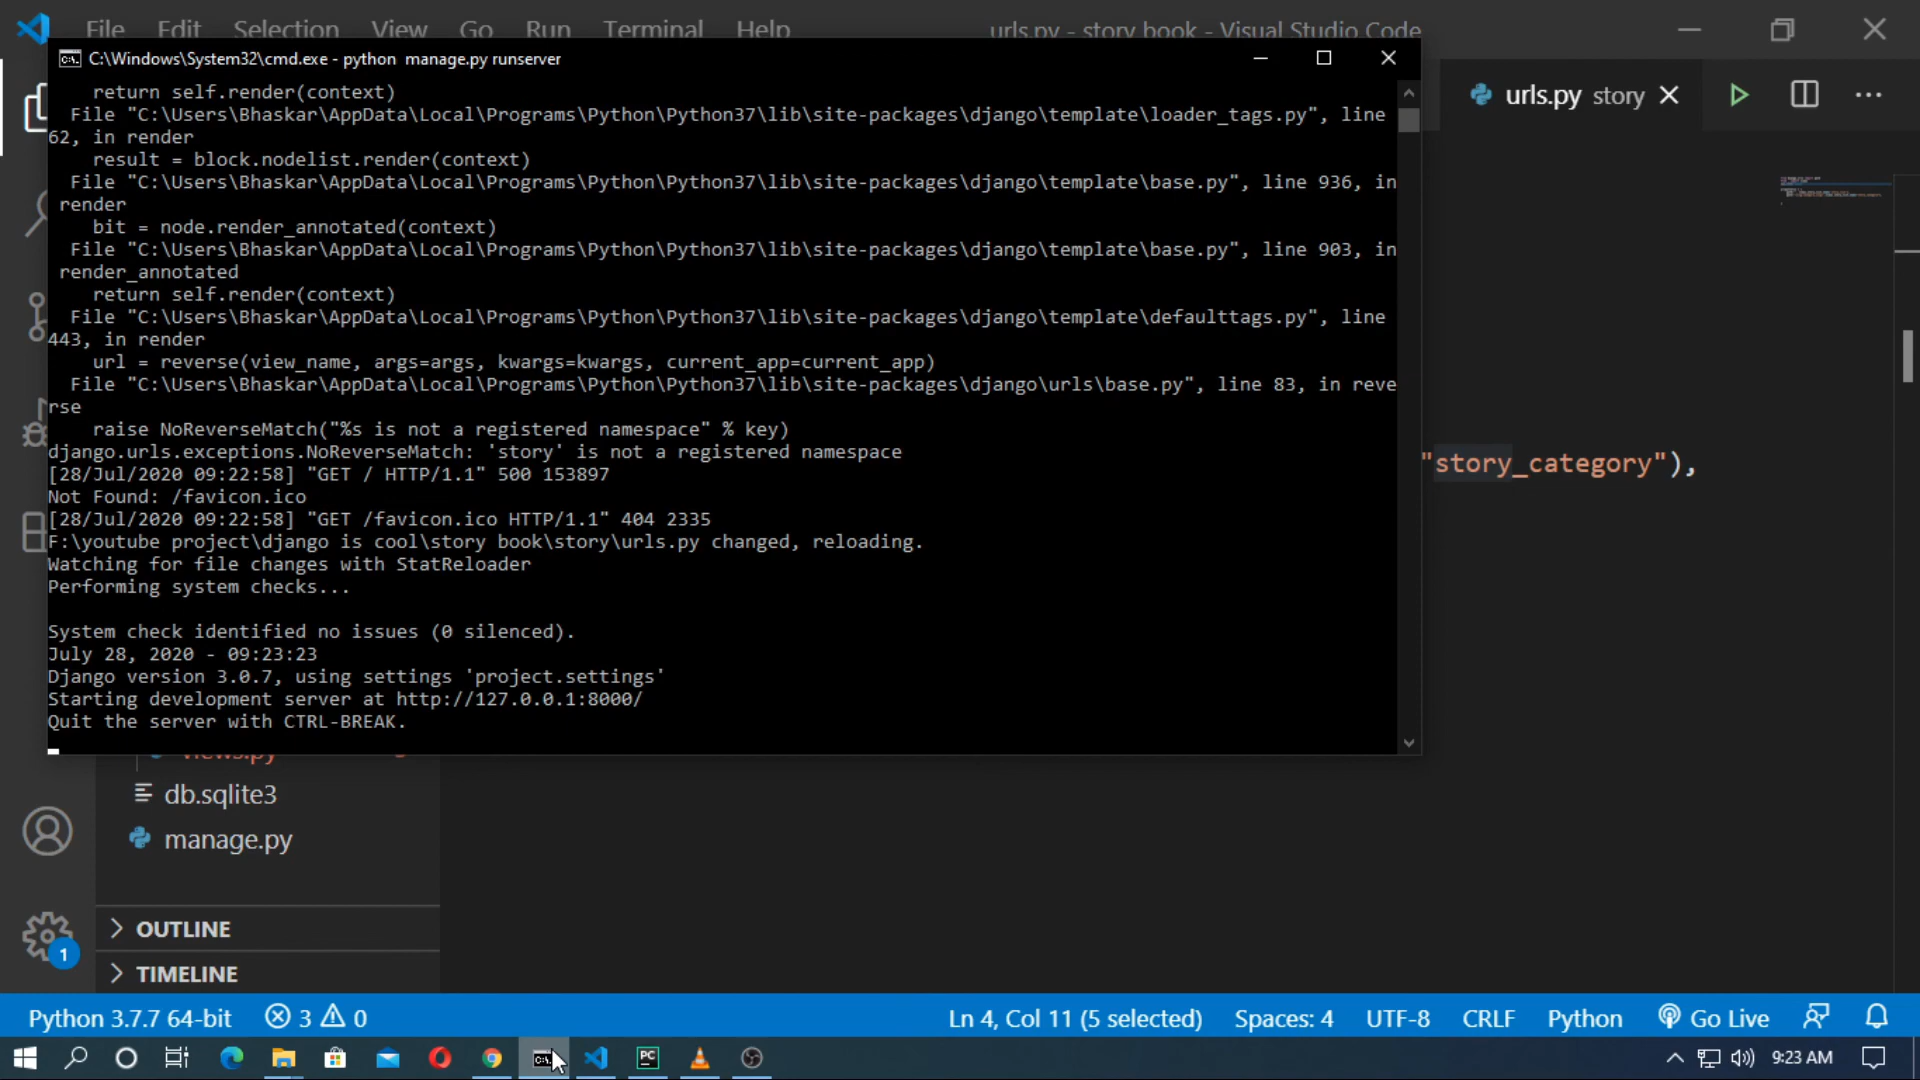 File Edit Selection View Go Run Terminal Help urls.py - story book - Visual Studio Code
C:\Windows\System32\cmd.exe - python manage.py runserver
urls.py story
return self.render(context)
File "C:\Users\Bhaskar\AppData\Local\Programs\Python\Python37\lib\site-packages\django\template\loader_tags.py", line
62, in render
result = block.nodelist.render(context)
File "C:\Users\Bhaskar\AppData\Local\Programs\Python\Python37\lib\site-packages\django\template\base.py", line 936, in
render
bit = node.render_annotated(context)
File "C:\Users\Bhaskar\AppData\Local\Programs\Python\Python37\lib\site-packages\django\template\base.py", line 903, in
render_annotated
return self.render(context)
File "C:\Users\Bhaskar\AppData\Local\Programs\Python\Python37\lib\site-packages\django\template\defaulttags.py", line
443, in render
url = reverse(view_name, args=args, kwargs=kwargs, current_app=current_app)
File "C:\Users\Bhaskar\AppData\Local\Programs\Python\Python37\lib\site-packages\django\urls\base.py", line 83, in reve
rse
raise NoReverseMatch("%s is not a registered namespace" % key)
django.urls.exceptions.NoReverseMatch: 'story' is not a registered namespace
"story_category"),
[28/Jul/2020 09:22:58] "GET / HTTP/1.1" 500 153897
Not Found: /favicon.ico
[28/Jul/2020 09:22:58] "GET /favicon.ico HTTP/1.1" 404 2335
F:\youtube project\django is cool\story book\story\urls.py changed, reloading.
Watching for file changes with StatReloader
Performing system checks...
System check identified no issues (0 silenced).
July 28, 2020 - 09:23:23
Django version 3.0.7, using settings 'project.settings'
Starting development server at http://127.0.0.1:8000/
Quit the server with CTRL-BREAK.
views.py
db.sqlite3
manage.py
OUTLINE
1
TIMELINE
Python 3.7.7 64-bit 3 0 Ln 4, Col 11 (5 selected) Spaces: 4 UTF-8 CRLF Python Go Live
PC
9:23 AM